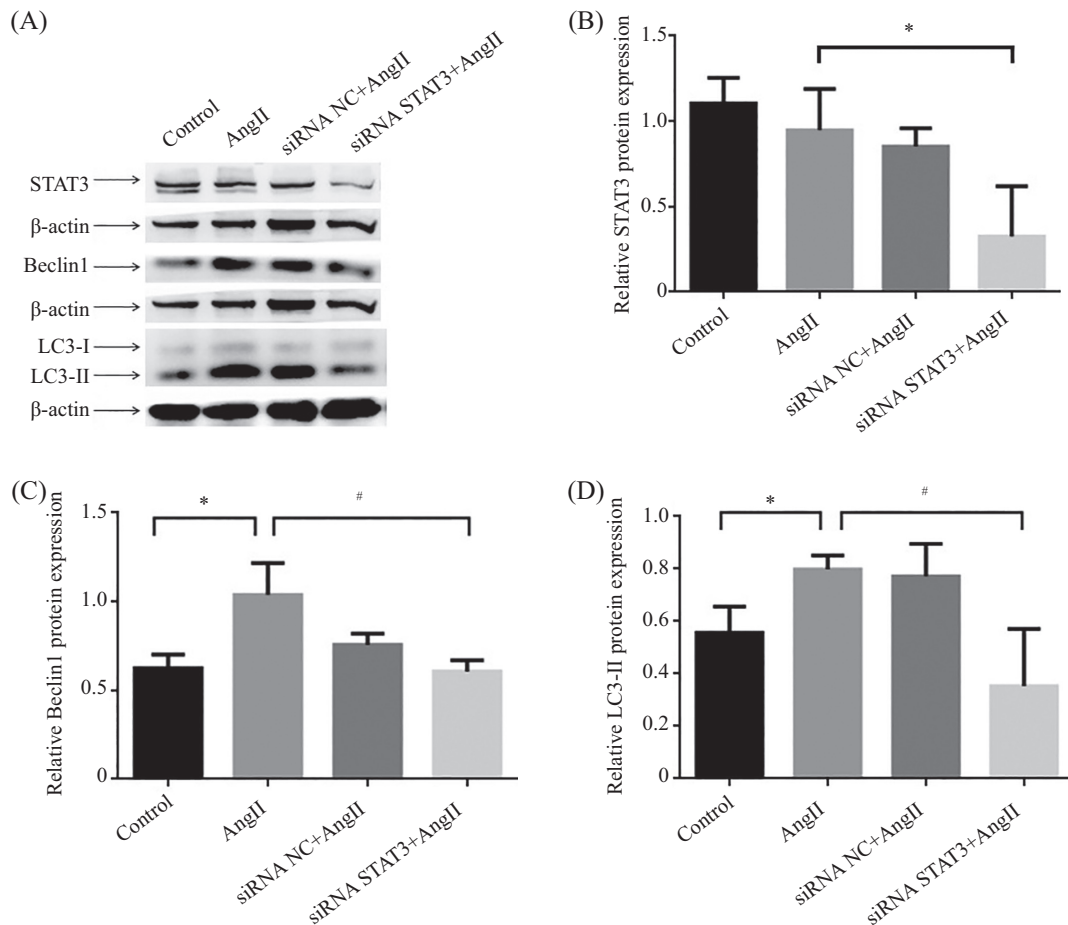 (A)
Control
AngII
siRNA NC+AngII
siRNA STAT3+AngII
STAT3
β-actin
Beclin1
β-actin
LC3-I
LC3-II
β-actin
(B)
Relative STAT3 protein expression
1.5
1.0
0.5
0
*
Control
AngII
siRNA NC+AngII
siRNA STAT3+AngII
(C)
Relative Beclin1 protein expression
1.5
1.0
0.5
0
*
#
Control
AngII
siRNA NC+AngII
siRNA STAT3+AngII
(D)
Relative LC3-II protein expression
1.0
0.8
0.6
0.4
0.2
0
*
#
Control
AngII
siRNA NC+AngII
siRNA STAT3+AngII